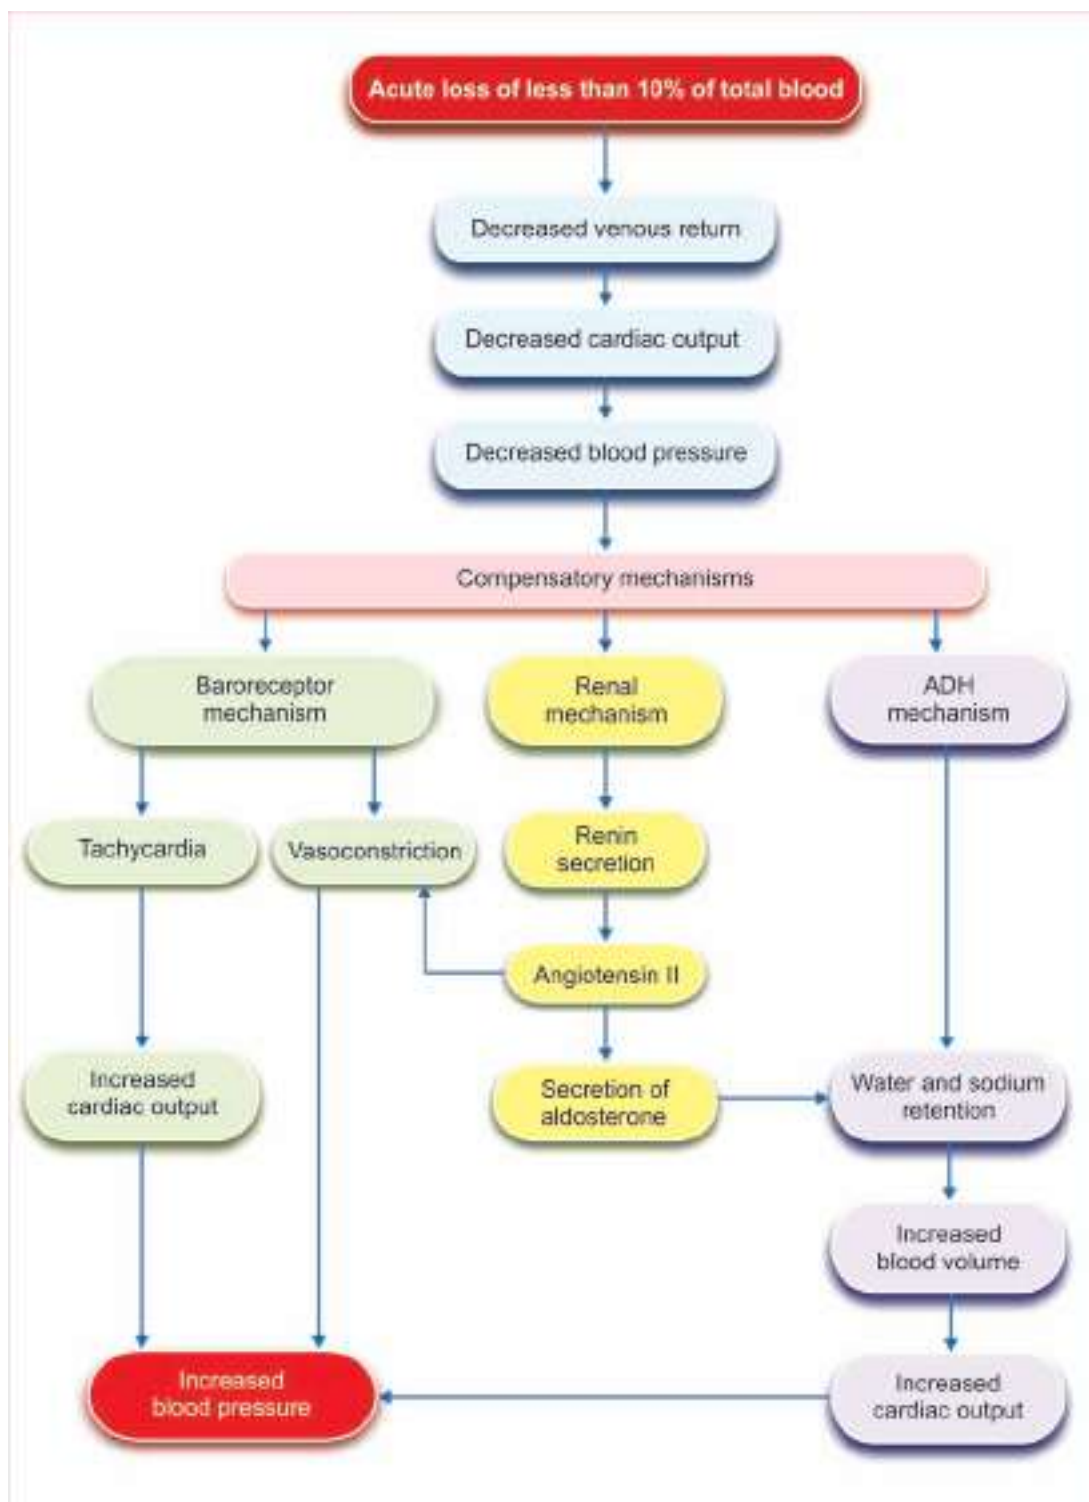 Acute loss of less than 10% of total blood
Decreased venous return
Decreased cardiac output
Decreased blood pressure
Compensatory mechanisms
Baroreceptor
mechanism
Renal
mechanism
ADH
mechanism
Tachycardia
Vasoconstriction
Renin
secretion
Angiotensin II
Increased
cardiac output
Secretion of
aldosterone
Water and sodium
retention
Increased
blood volume
Increased
blood pressure
Increased
cardiac output